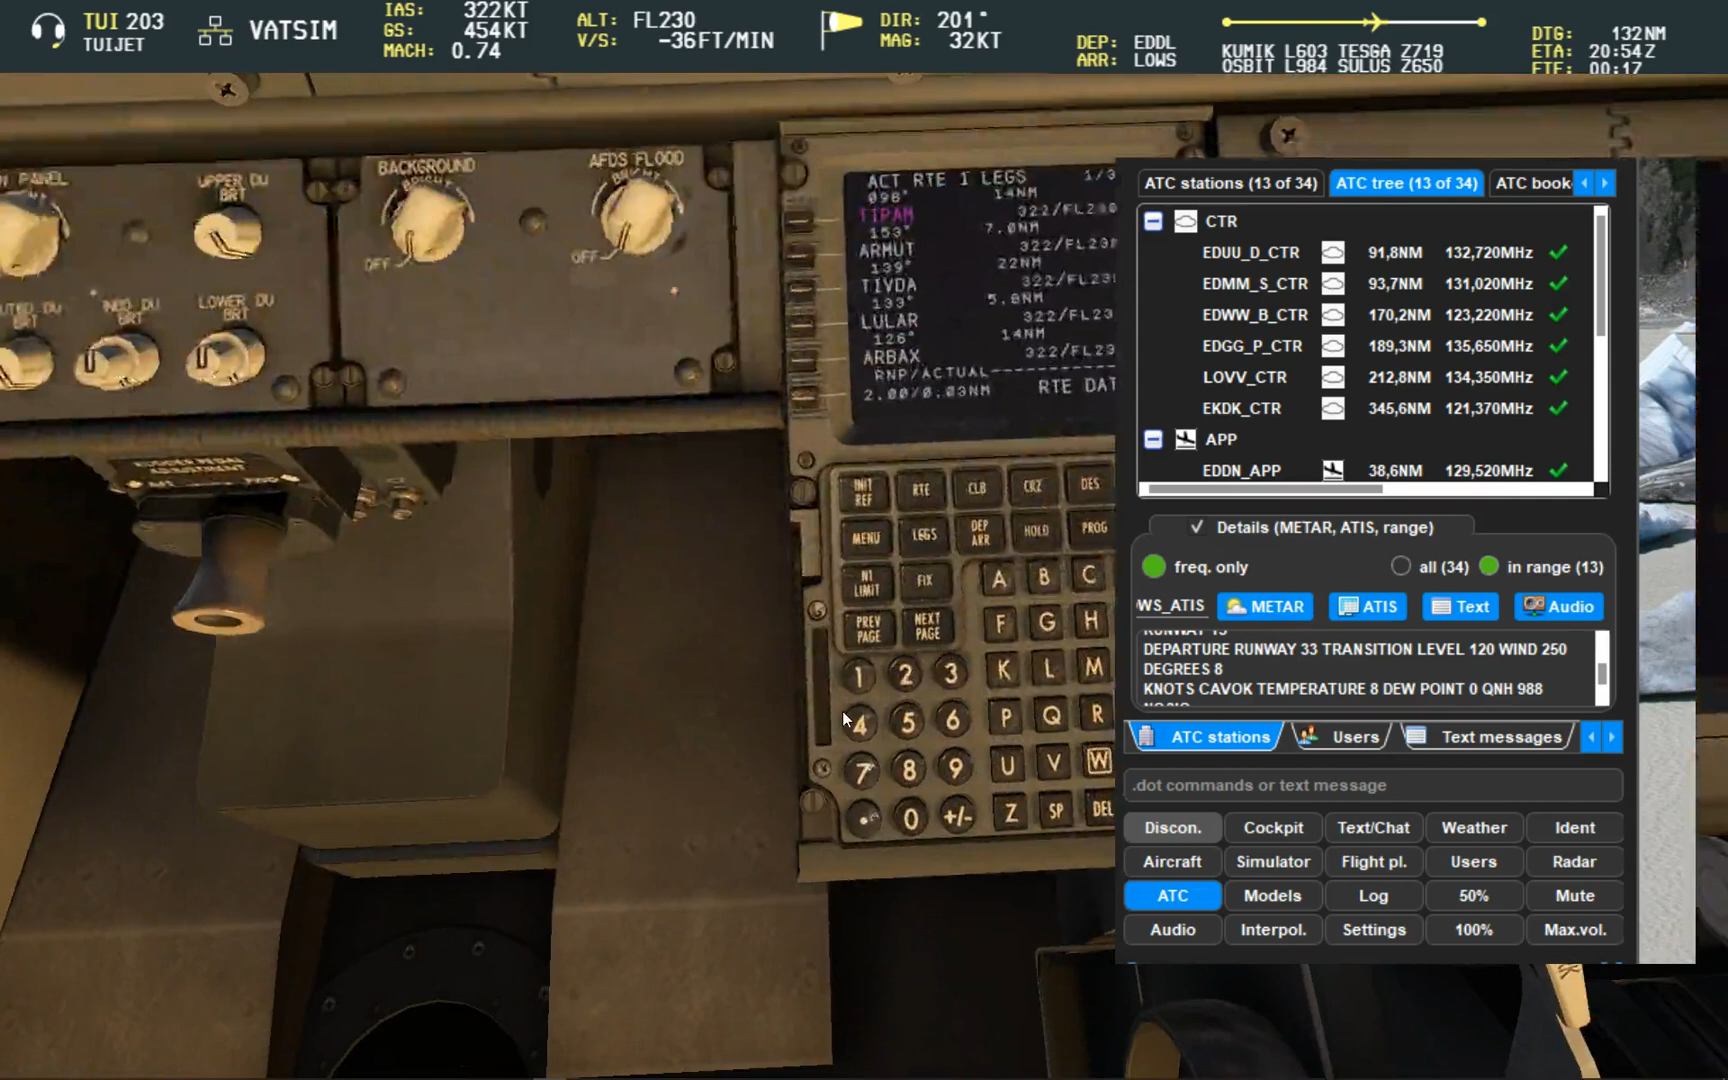 TUI 203
TUIJET
VATSIM
IAS: 322KT
GS: 454KT
MACH: 0.74
ALT: FL230
V/S: -36FT/MIN
DIR: 201°
MAG: 32KT
DEP: EDDL
ARR: LOWS
KUMIK L603 TESGA Z719
OSBIT L984 SULUS Z650
DTG: 132NM
ETA: 20:54Z
ETE: 00:17
PANEL
UPPER DU
BRT
BACKGROUND
BRIGHT
OFF
AFDS FLOOD
BRIGHT
OFF
INBD DU
BRT
LOWER DU
BRT
BRT
ACT RTE 1 LEGS 1/3
098° 14NM
TIPAM 322/FL230
153° 7.0NM
ARMUT 322/FL23
139° 22NM
TIVDA 322/FL23
133° 5.8NM
LULAR 322/FL23
126° 14NM
ARBAX 322/FL23
RNP/ACTUAL
2.00/0.03NM RTE DAT
INIT REF RTE CLB CRZ DES
MENU LEGS DEP ARR HOLD PROG
N1 LIMIT FIX A B C
PREV PAGE NEXT PAGE F G H
1 2 3 K L M
4 5 6 P Q R
7 8 9 U V W
. 0 +/- Z SP DEL
ATC stations (13 of 34) ATC tree (13 of 34) ATC book
CTR
EDUU_D_CTR 91,8NM 132,720MHz
EDMM_S_CTR 93,7NM 131,020MHz
EDWW_B_CTR 170,2NM 123,220MHz
EDGG_P_CTR 189,3NM 135,650MHz
LOVV_CTR 212,8NM 134,350MHz
EKDK_CTR 345,6NM 121,370MHz
APP
EDDN_APP 38,6NM 129,520MHz
Details (METAR, ATIS, range)
freq. only all (34) in range (13)
WS_ATIS METAR ATIS Text Audio
DEPARTURE RUNWAY 33 TRANSITION LEVEL 120 WIND 250
DEGREES 8
KNOTS CAVOK TEMPERATURE 8 DEW POINT 0 QNH 988
ATC stations Users Text messages
.dot commands or text message
Discon. Cockpit Text/Chat Weather Ident
Aircraft Simulator Flight pl. Users Radar
ATC Models Log 50% Mute
Audio Interpol. Settings 100% Max.vol.